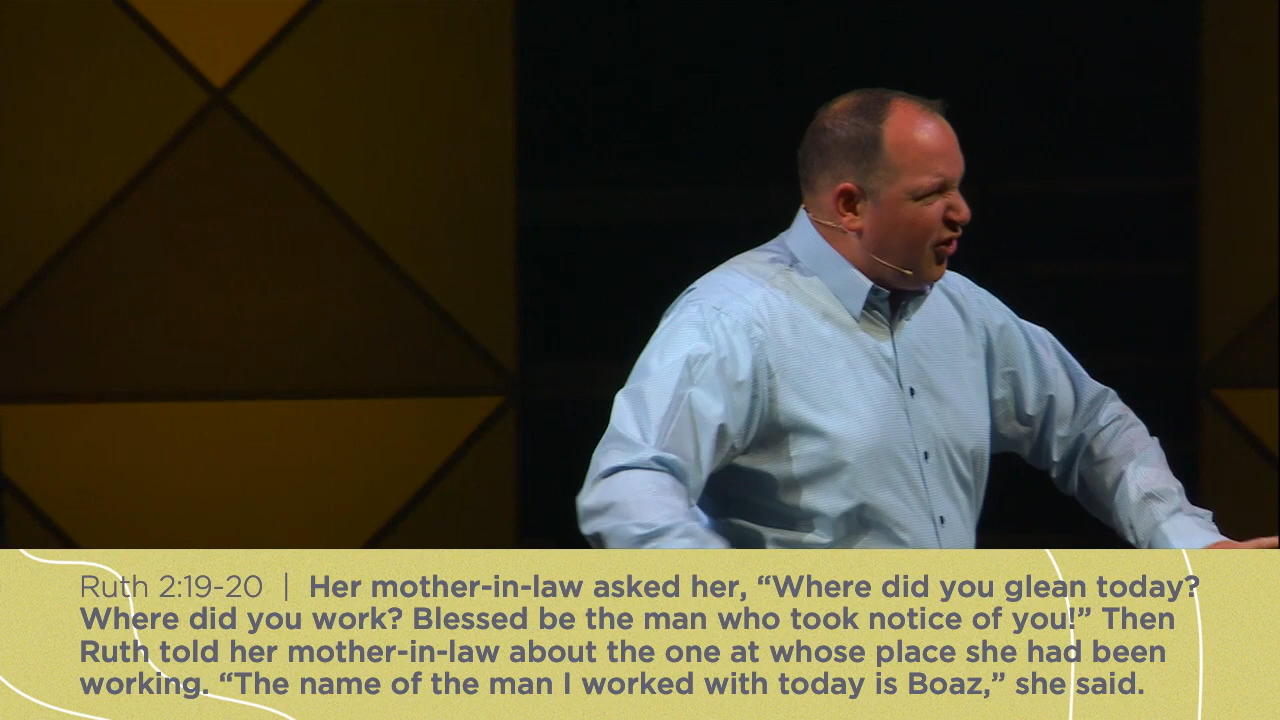 Ruth 2:19-20 | Her mother-in-law asked her, “Where did you glean today?
Where did you work? Blessed be the man who took notice of you!” Then
Ruth told her mother-in-law about the one at whose place she had been
working. “The name of the man I worked with today is Boaz,” she said.